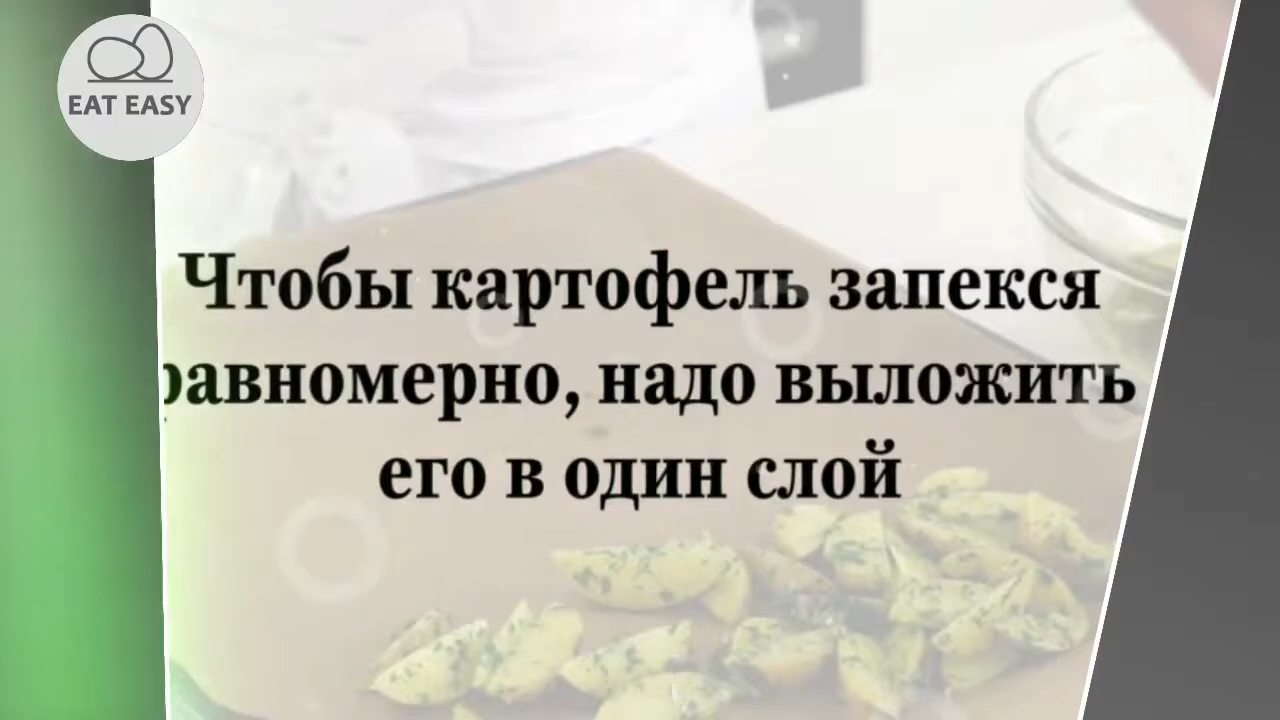 EAT EASY
Чтобы картофель запекся
равномерно, надо выложить
его в один слой